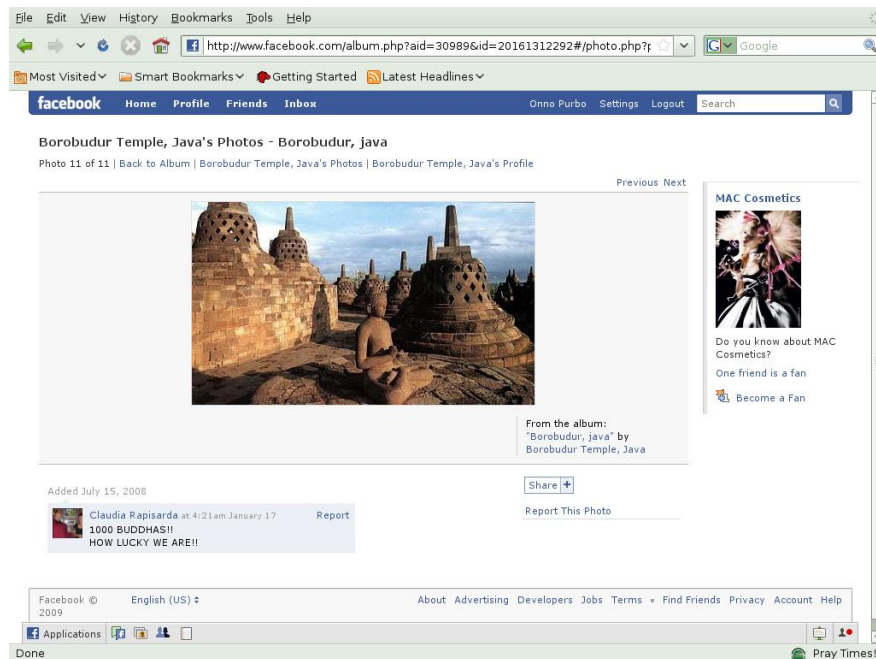 File Edit View History Bookmarks Tools Help
http://www.facebook.com/album.php?aid=30989&id=20161312292#/photo.php?p
Google
Most Visited Smart Bookmarks Getting Started Latest Headlines
facebook Home Profile Friends Inbox Onno Purbo Settings Logout Search
Borobudur Temple, Java's Photos - Borobudur, java
Photo 11 of 11 | Back to Album | Borobudur Temple, Java's Photos | Borobudur Temple, Java's Profile
Previous Next
MAC Cosmetics
Do you know about MAC
Cosmetics?
One friend is a fan
Become a Fan
From the album:
"Borobudur, java" by
Borobudur Temple, Java
Added July 15, 2008
Share +
Claudia Rapisarda at 4:21am January 17 Report
1000 BUDDHAS!!
HOW LUCKY WE ARE!!
Report This Photo
Facebook © 2009 English (US) About Advertising Developers Jobs Terms Find Friends Privacy Account Help
Applications
Done Pray Times!